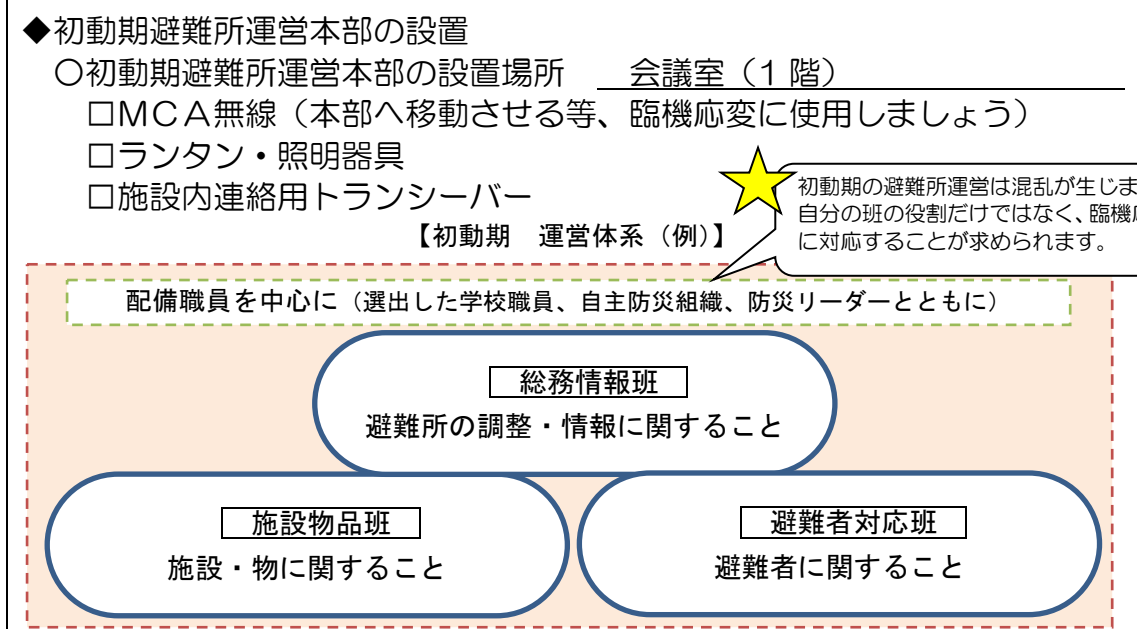 ◆初動期避難所運営本部の設置
〇初動期避難所運営本部の設置場所　会議室（1階）
□ＭＣＡ無線（本部へ移動させる等、臨機応変に使用しましょう）
□ランタン・照明器具
□施設内連絡用トランシーバー
初動期の避難所運営は混乱が生じま
自分の班の役割だけではなく、臨機
に対応することが求められます。
【初動期　運営体系（例）】
配備職員を中心に（選出した学校職員、自主防災組織、防災リーダーとともに）
総務情報班
避難所の調整・情報に関すること
施設物品班
施設・物に関すること
避難者対応班
避難者に関すること